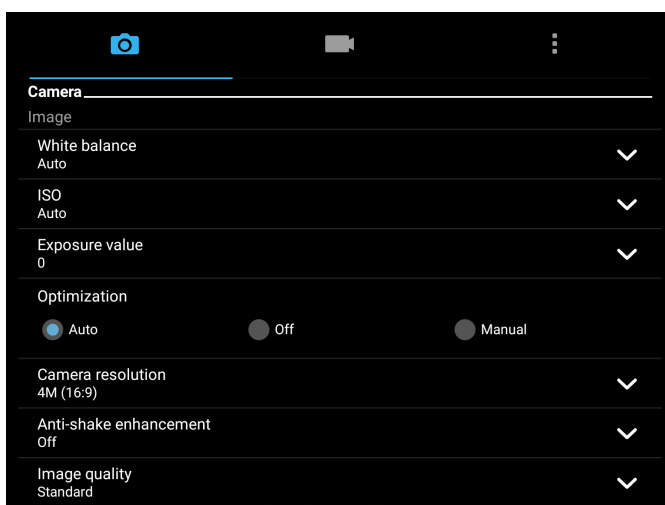 Camera
Image
White balance
Auto
ISO
Auto
Exposure value
0
Optimization
Auto Off Manual
Camera resolution
4M (16:9)
Anti-shake enhancement
Off
Image quality
Standard